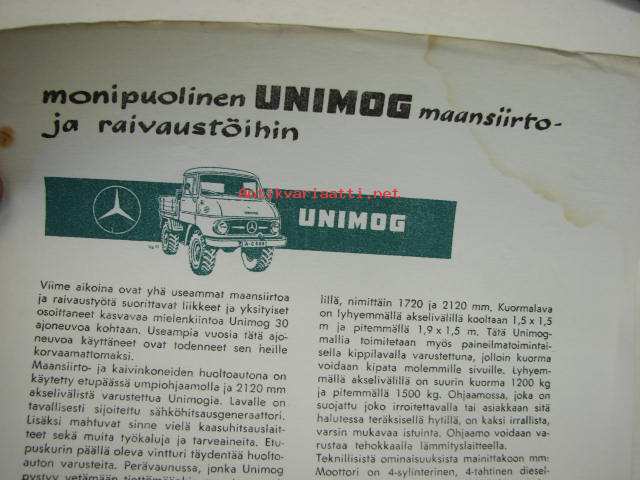 monipuolinen UNIMOG maansiirto-
ja raivaustöihin
antiikvariaatti.net
UNIMOG
Viime aikoina ovat yhä useammat maansiirtoa
ja raivaustyötä suorittavat liikkeet ja yksityiset
osoittaneet kasvavaa mielenkiintoa Unimog 30
ajoneuvoa kohtaan. Useampia vuosia tätä ajo-
neuvoa käyttäneet ovat todenneet sen heille
korvaamattomaksi.
Maansiirto- ja kaivinkoneiden huoltoautona on
käytetty etupäässä umpiohjaamolla ja 2120 mm
akselivälistä varustettua Unimogia. Lavalle on
tavallisesti sijoitettu sähköhitsausgeneraattori.
Lisäksi mahtuvat sinne vielä kaasuhitsauslait-
teet sekä muita työkaluja ja tarveaineita. Etu-
puskurin päällä oleva vintturi täydentää huolto-
auton varusteita. Perävaunussa, jonka Unimog
pystyy vetämään
lillä, nimittäin 1720 ja 2120 mm. Kuormalava
on lyhyemmällä akselivälillä kooltaan 1,5 x 1,5
m ja pitemmällä 1,9 x 1,5 m. Tätä Unimog-
mallia toimitetaan myös paineilmatoimintai-
sella kippilavalla varustettuna, jolloin kuorma
voidaan kipata molemmille sivuille. Lyhyem-
mällä akselivälillä on suurin kuorma 1200 kg
ja pitemmällä 1500 kg. Ohjaamossa, joka on
suojattu joko irroitettavalla tai asiakkaan sitä
halutessa teräksisellä hytillä, on kaksi irrallista,
varsin mukavaa istuinta. Ohjaamo voidaan va-
rustaa tehokkaalla lämmityslaitteella.
Teknillisistä ominaisuuksista mainittakoon mm:
Moottori on 4-sylinterinen, 4-tahtinen diesel-